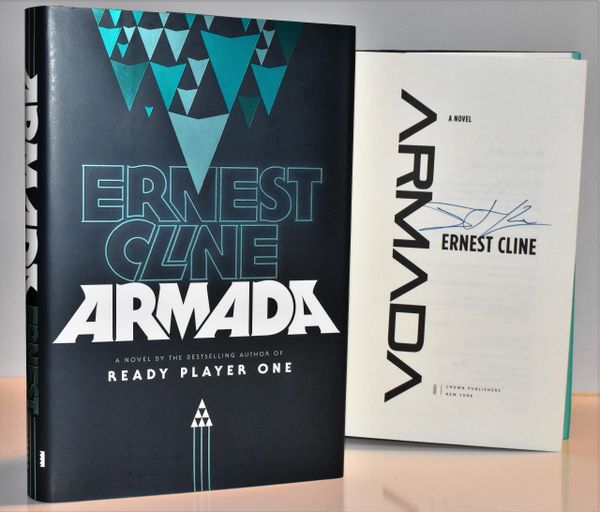 ERNEST
CLINE
ARMADA
A NOVEL BY THE BESTSELLING AUTHOR OF
READY PLAYER ONE
ARMADA
ERNEST
ARMADA
A NOVEL
ERNEST CLINE
CROWN PUBLISHERS
NEW YORK